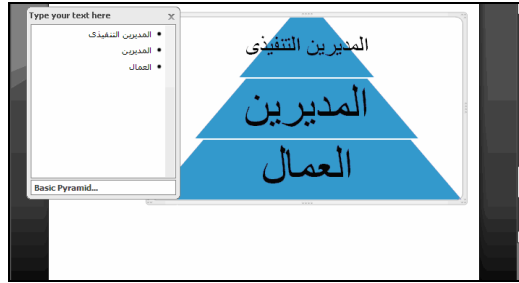 Type your text here x
المديرين التنفيذى
المديرين
العمال
Basic Pyramid...
المديرين التنفيذى
المديرين
العمال